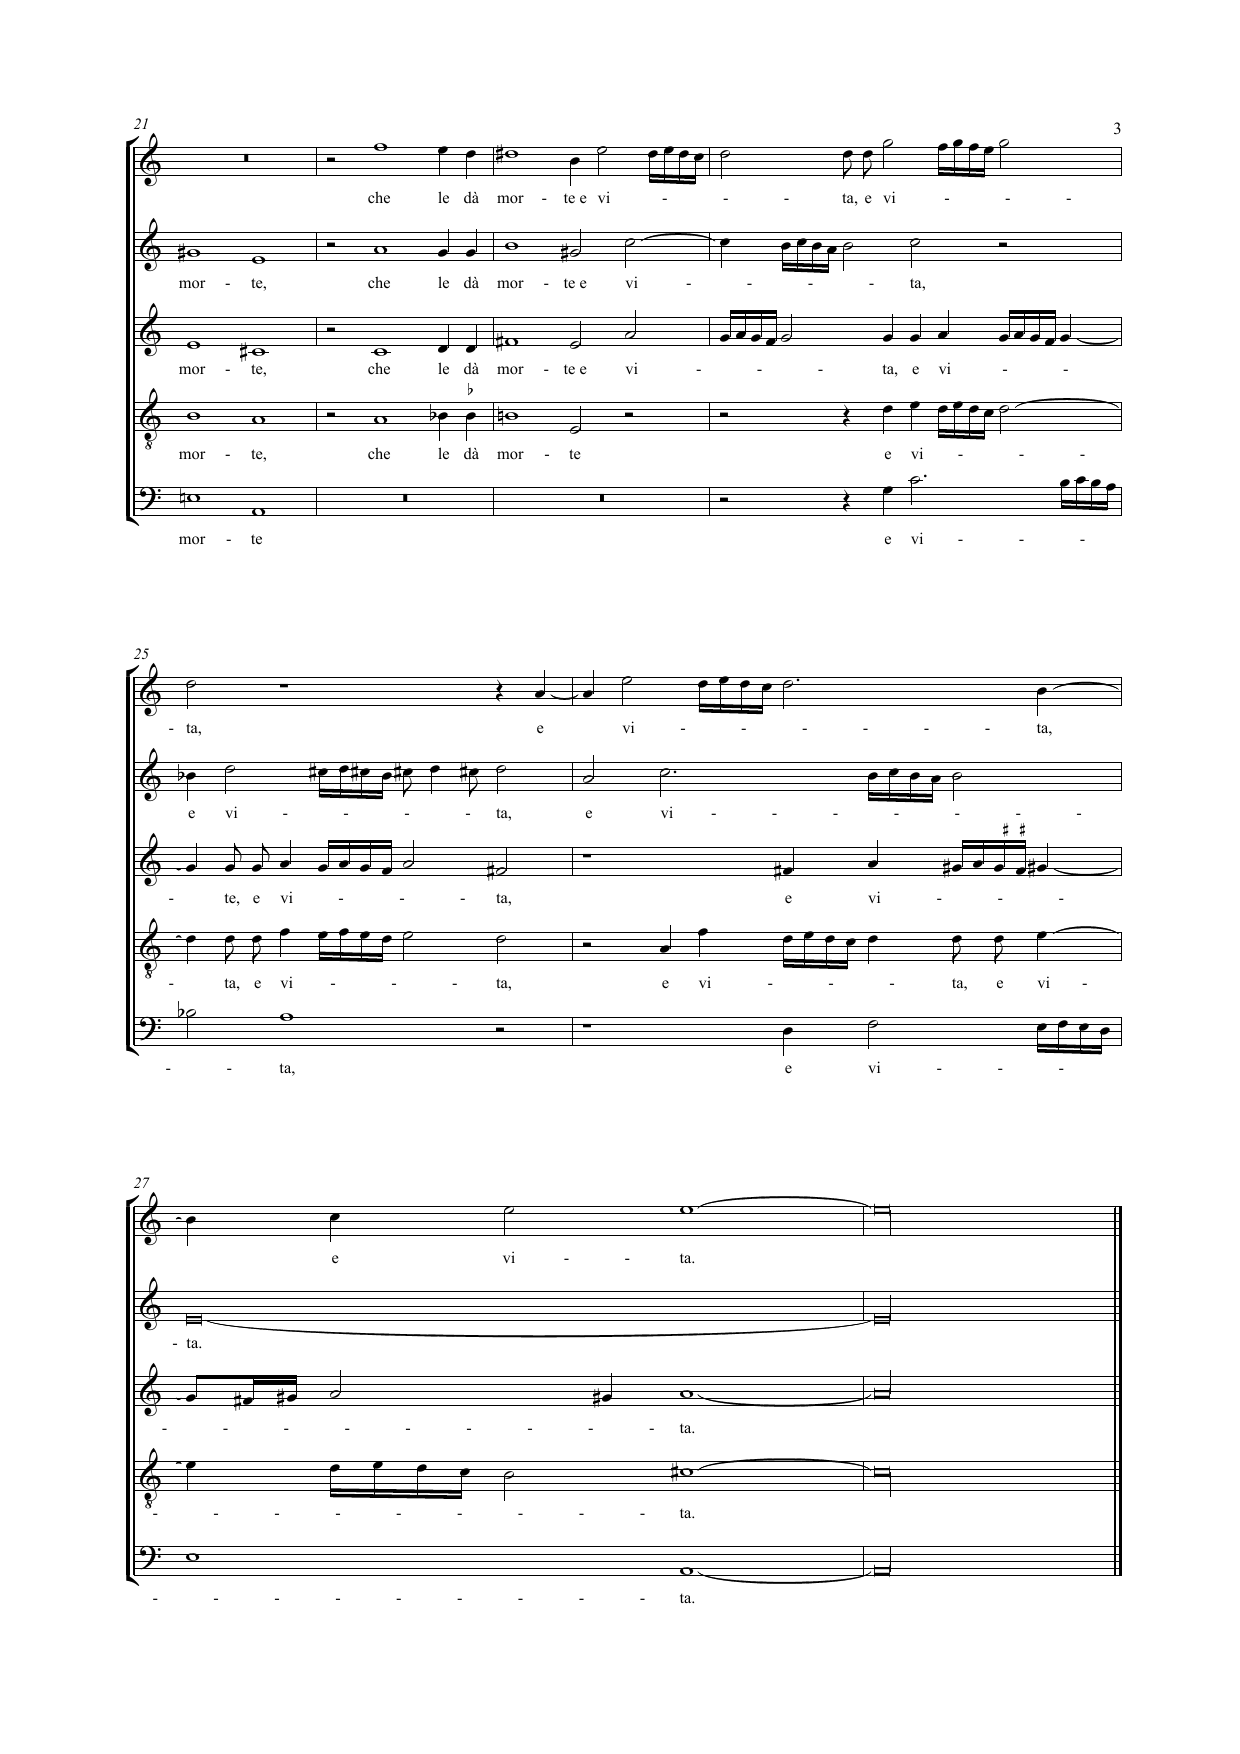 3
21
che le dà mor - te e vi - - - ta, e vi - - -
mor - te, che le dà mor - te e vi - - - - ta,
mor - te, che le dà mor - te e vi - - - ta, e vi - -
mor - te, che le dà mor - te e vi - - -
mor - te e vi - - -
25
- ta, e vi - - - - - - ta,
e vi - - - - ta, e vi - - - - - - -
- te, e vi - - - ta, e vi - - -
- ta, e vi - - - ta, e vi - - - ta, e vi -
- - ta, e vi - - -
27
e vi - - ta.
- ta.
- - - - - - - - - ta.
- - - - - - - - - ta.
- - - - - - - - - ta.